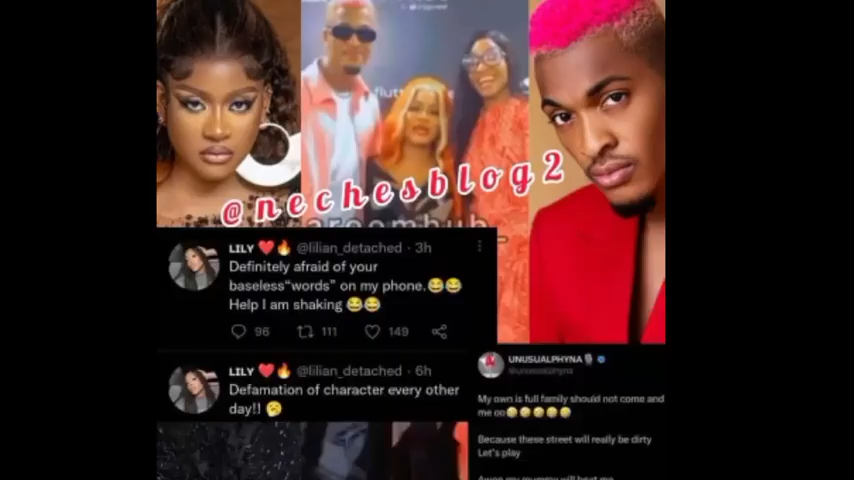 @nechesblog2
LILY ❤️🔥 @lilian_detached · 3h
Definitely afraid of your
baseless“words” on my phone.😂😂
Help I am shaking 😂😂
96 111 149
LILY ❤️🔥 @lilian_detached · 6h
Defamation of character every other
day!! 🤔
UNUSUALPHYNA
@unusualphyna
My own is full family should not come and
me oo🤣🤣🤣🤣🤣
Because these street will really be dirty
Let's play